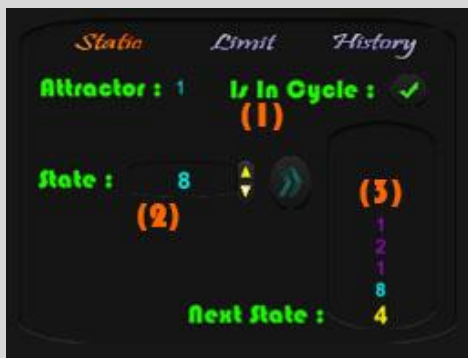 Static Limit History
Attractor : 1 Is In Cycle :
(1)
State : 8
(2)
(3)
1
2
1
8
Next State : 4